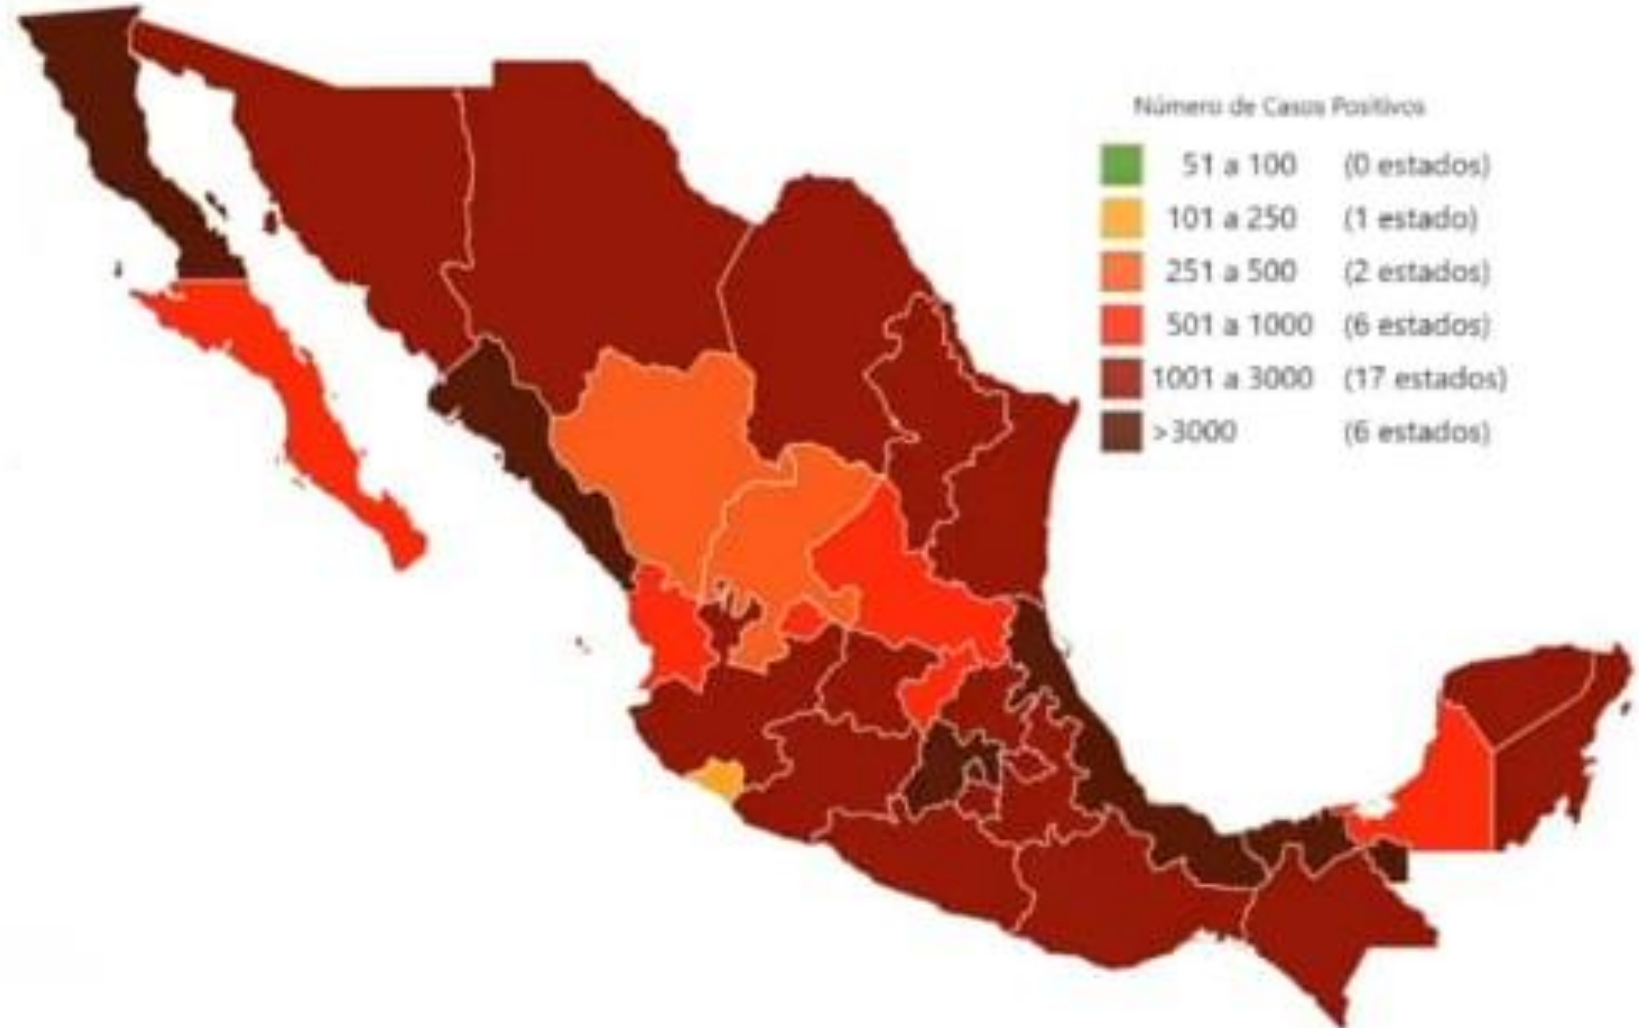 Número de Casos Positivos
51 a 100 (0 estados)
101 a 250 (1 estado)
251 a 500 (2 estados)
501 a 1000 (6 estados)
1001 a 3000 (17 estados)
>3000 (6 estados)